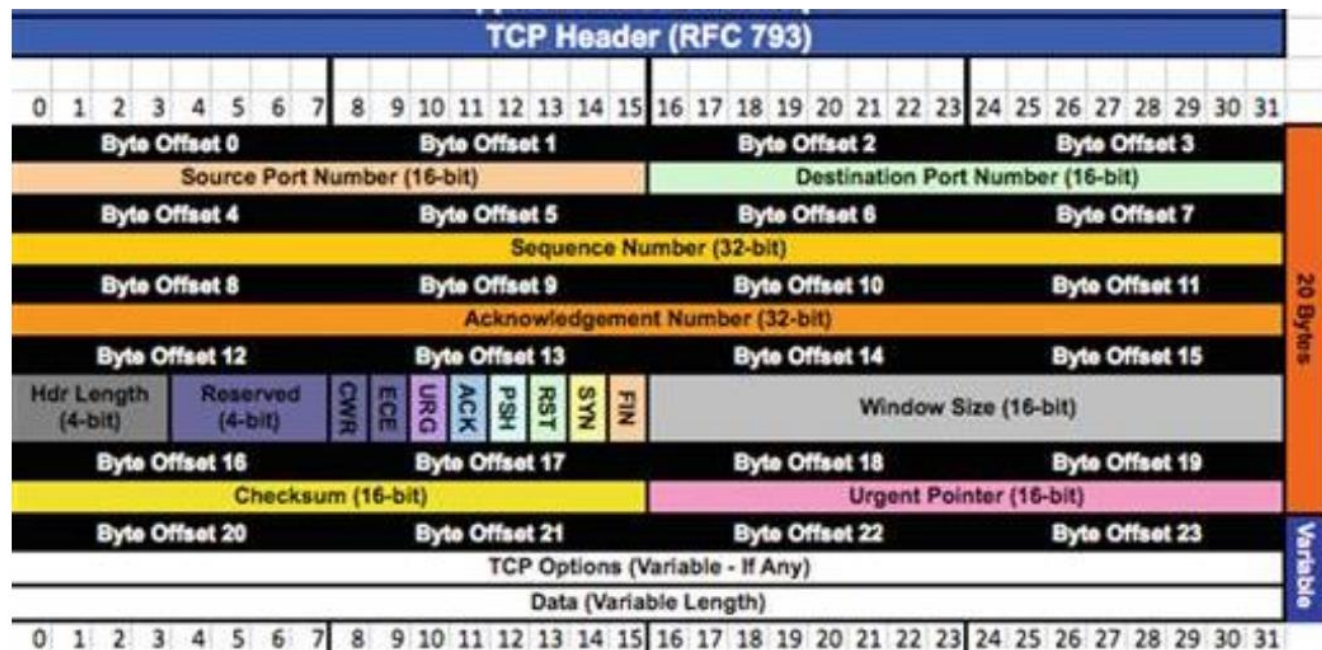 TCP Header (RFC 793)
0 1 2 3 4 5 6 7 8 9 10 11 12 13 14 15 16 17 18 19 20 21 22 23 24 25 26 27 28 29 30 31
Byte Offset 0 Byte Offset 1 Byte Offset 2 Byte Offset 3
Source Port Number (16-bit) Destination Port Number (16-bit)
Byte Offset 4 Byte Offset 5 Byte Offset 6 Byte Offset 7
Sequence Number (32-bit)
Byte Offset 8 Byte Offset 9 Byte Offset 10 Byte Offset 11
Acknowledgement Number (32-bit)
Byte Offset 12 Byte Offset 13 Byte Offset 14 Byte Offset 15
Hdr Length
(4-bit)
Reserved
(4-bit)
CWR
ECE
URG
ACK
PSH
RST
SYN
FIN
Window Size (16-bit)
Byte Offset 16 Byte Offset 17 Byte Offset 18 Byte Offset 19
Checksum (16-bit) Urgent Pointer (16-bit)
20 Bytes
Byte Offset 20 Byte Offset 21 Byte Offset 22 Byte Offset 23
TCP Options (Variable - If Any)
Data (Variable Length)
Variable
0 1 2 3 4 5 6 7 8 9 10 11 12 13 14 15 16 17 18 19 20 21 22 23 24 25 26 27 28 29 30 31